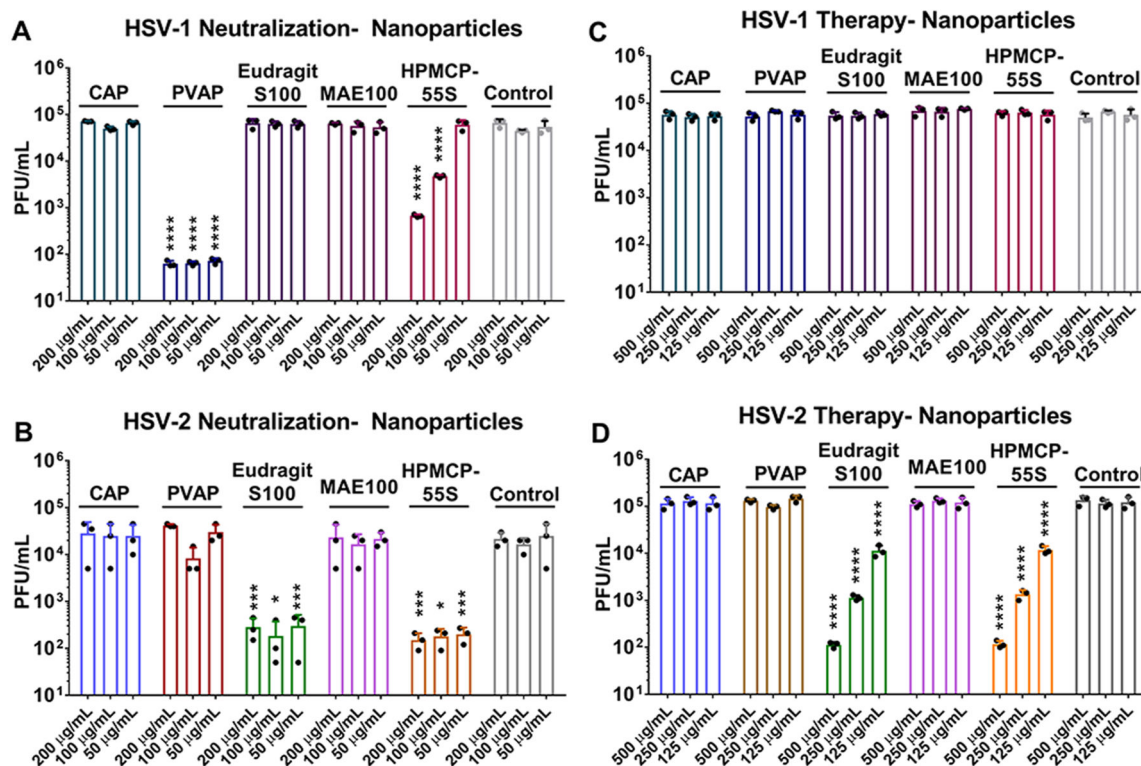 A
HSV-1 Neutralization- Nanoparticles
PFU/mL
10⁶
10⁵
10⁴
10³
10²
10¹
CAP
PVAP
Eudragit
S100
MAE100
HPMCP-
55S
Control
****
****
****
****
****
200 µg/mL
100 µg/mL
50 µg/mL
200 µg/mL
100 µg/mL
50 µg/mL
200 µg/mL
100 µg/mL
50 µg/mL
200 µg/mL
100 µg/mL
50 µg/mL
200 µg/mL
100 µg/mL
50 µg/mL
200 µg/mL
100 µg/mL
50 µg/mL
C
HSV-1 Therapy- Nanoparticles
PFU/mL
10⁶
10⁵
10⁴
10³
10²
10¹
CAP
PVAP
Eudragit
S100
MAE100
HPMCP-
55S
Control
500 µg/mL
250 µg/mL
125 µg/mL
500 µg/mL
250 µg/mL
125 µg/mL
500 µg/mL
250 µg/mL
125 µg/mL
500 µg/mL
250 µg/mL
125 µg/mL
500 µg/mL
250 µg/mL
125 µg/mL
500 µg/mL
250 µg/mL
125 µg/mL
B
HSV-2 Neutralization- Nanoparticles
PFU/mL
10⁶
10⁵
10⁴
10³
10²
10¹
CAP
PVAP
Eudragit
S100
MAE100
HPMCP-
55S
Control
***
*
***
***
*
***
200 µg/mL
100 µg/mL
50 µg/mL
200 µg/mL
100 µg/mL
50 µg/mL
200 µg/mL
100 µg/mL
50 µg/mL
200 µg/mL
100 µg/mL
50 µg/mL
200 µg/mL
100 µg/mL
50 µg/mL
200 µg/mL
100 µg/mL
50 µg/mL
D
HSV-2 Therapy- Nanoparticles
PFU/mL
10⁶
10⁵
10⁴
10³
10²
10¹
CAP
PVAP
Eudragit
S100
MAE100
HPMCP-
55S
Control
****
****
****
****
****
****
500 µg/mL
250 µg/mL
125 µg/mL
500 µg/mL
250 µg/mL
125 µg/mL
500 µg/mL
250 µg/mL
125 µg/mL
500 µg/mL
250 µg/mL
125 µg/mL
500 µg/mL
250 µg/mL
125 µg/mL
500 µg/mL
250 µg/mL
125 µg/mL